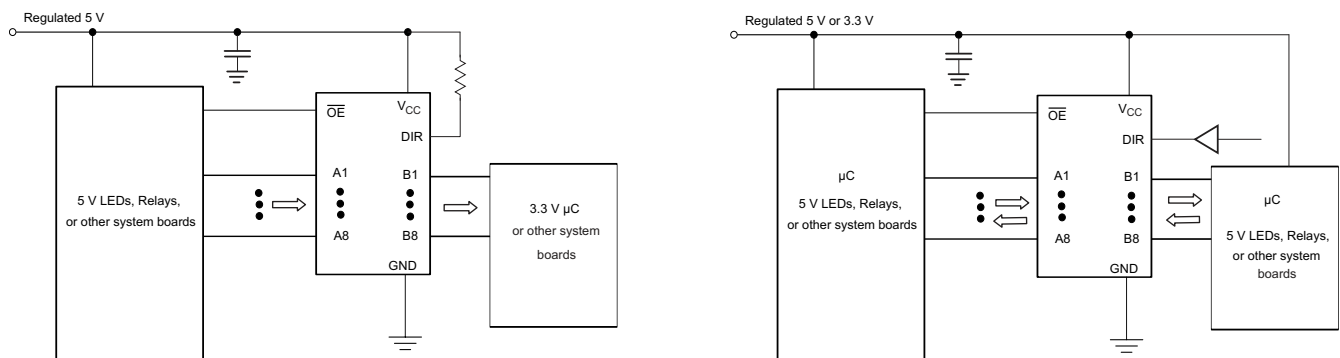 Regulated 5 V
OE
VCC
DIR
A1
B1
5 V LEDs, Relays,
or other system boards
3.3 V µC
or other system
boards
A8
B8
GND
Regulated 5 V or 3.3 V
OE
VCC
DIR
µC
5 V LEDs, Relays,
or other system boards
A1
B1
A8
B8
GND
µC
5 V LEDs, Relays,
or other system
boards